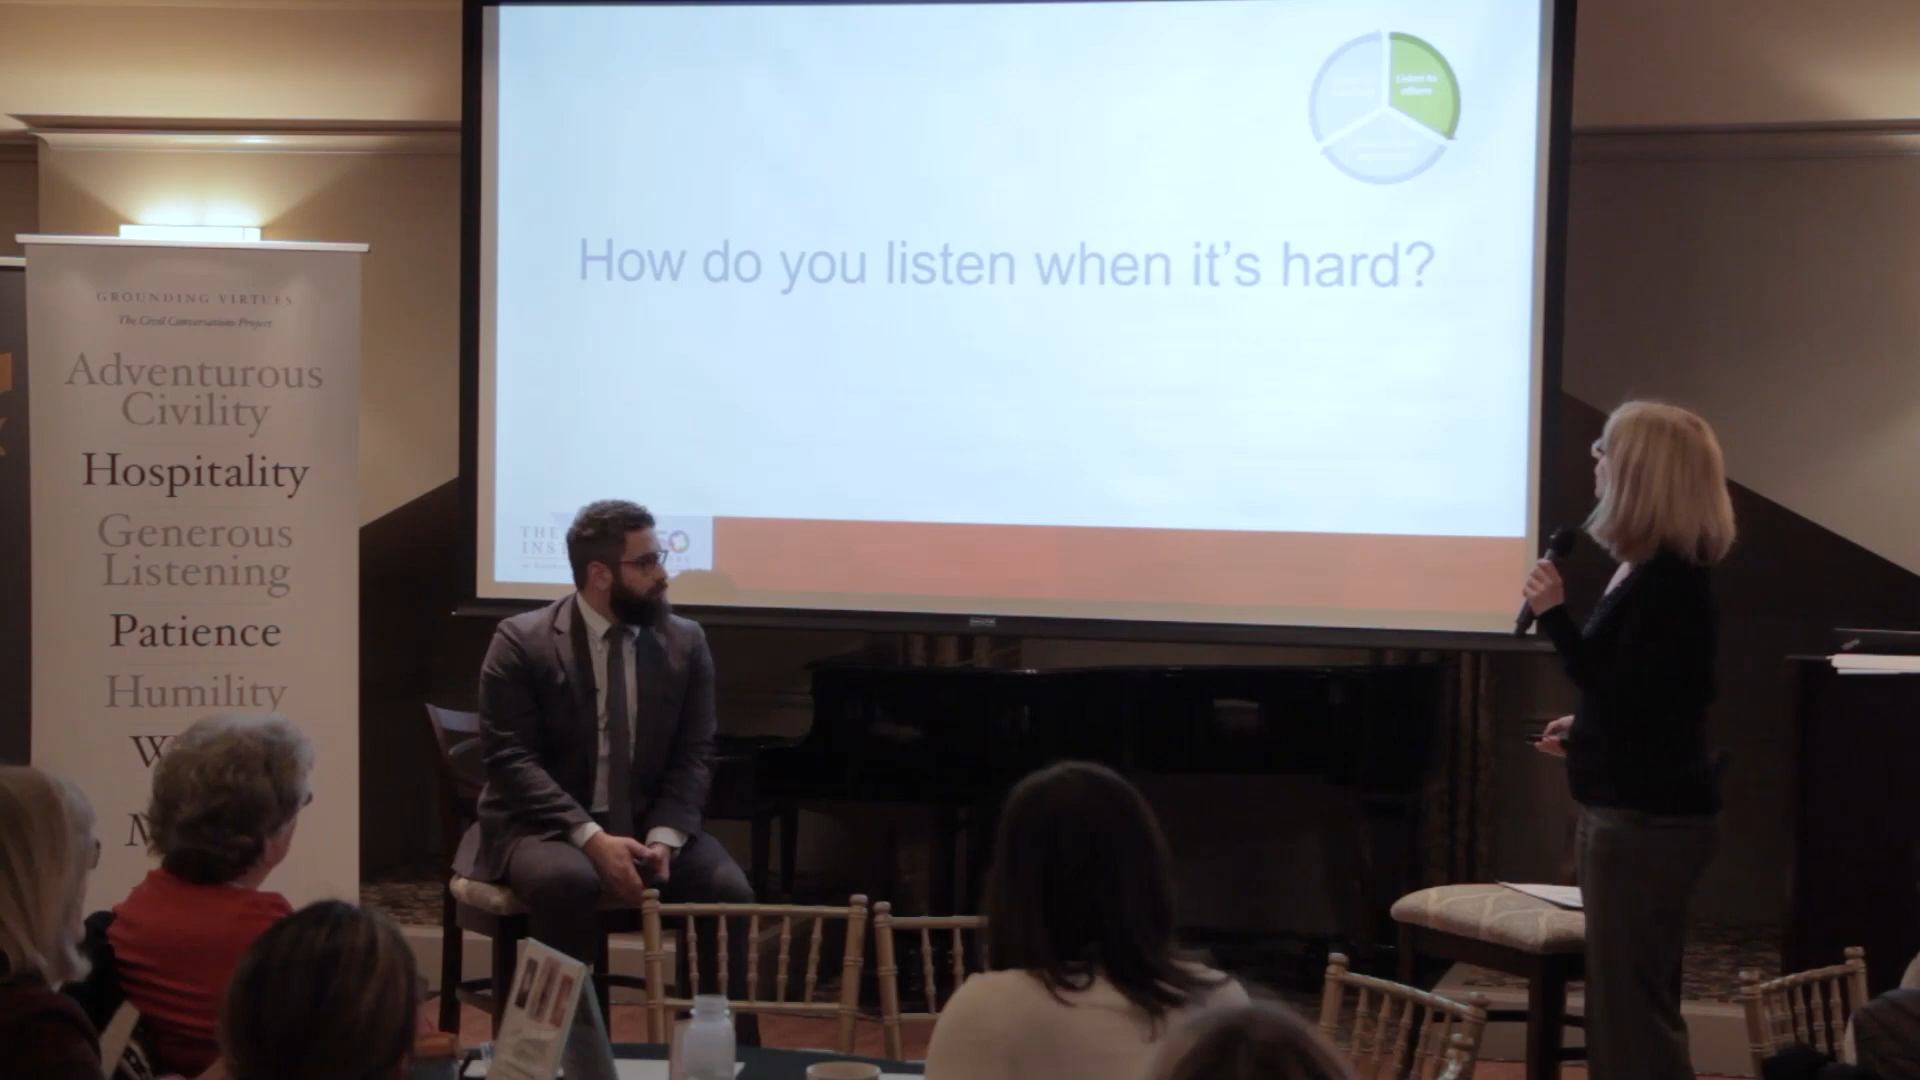 Listen to
others
How do you listen when it's hard?
GROUNDING VIRTUES
The Civil Conversations Project
Adventurous
Civility
Hospitality
Generous
Listening
Patience
Humility
THE